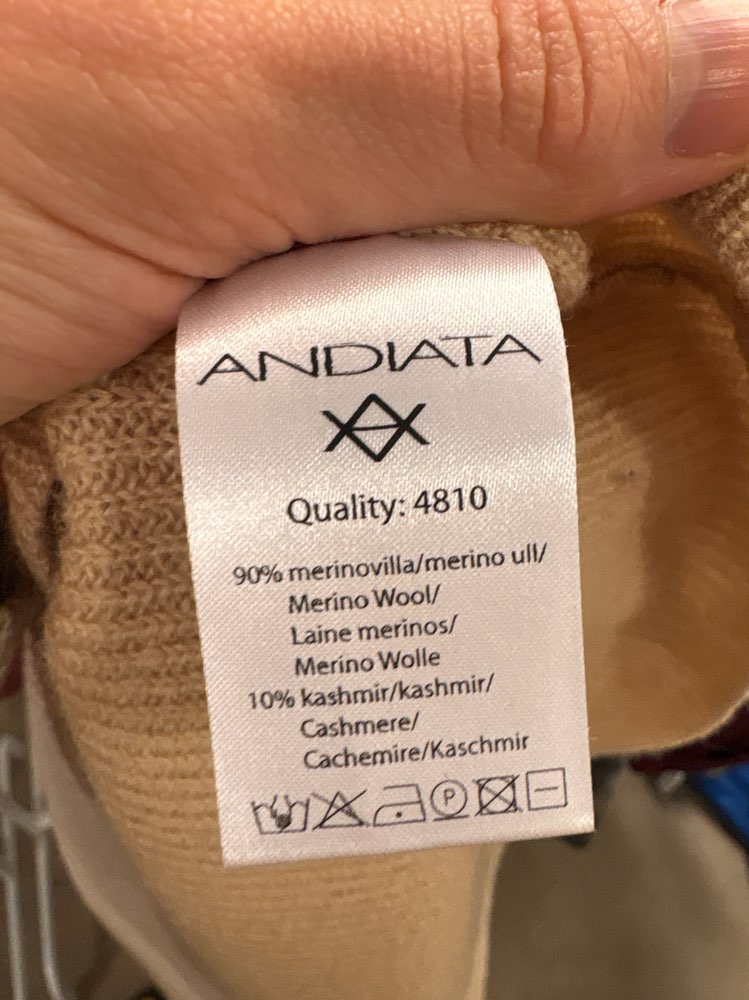 ANDIATA
Quality: 4810
90% merinovilla/merino ull/
Merino Wool/
Laine merinos/
Merino Wolle
10% kashmir/kashmir/
Cashmere/
Cachemire/Kaschmir
P